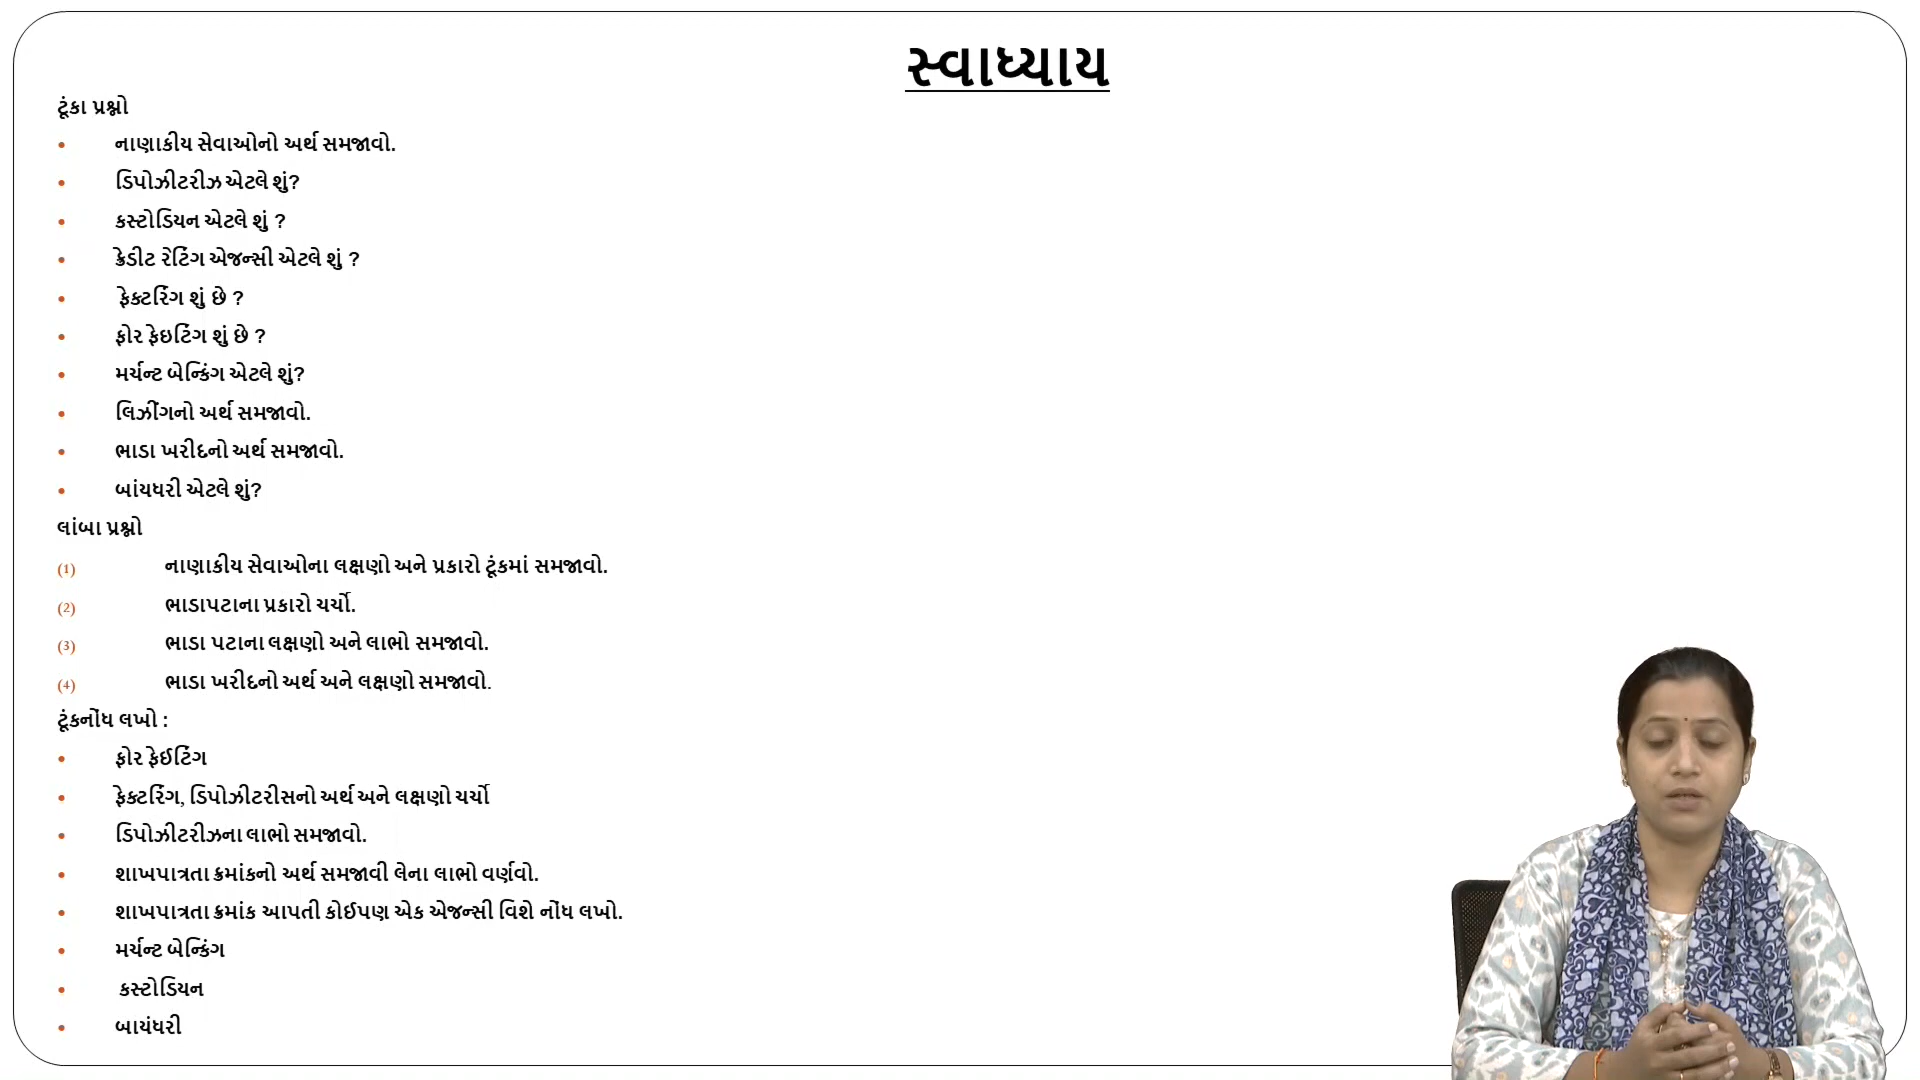 સ્વાધ્યાય
ટૂંકા પ્રશ્નો
• નાણાકીય સેવાઓનો અર્થ સમજાવો.
• ડિપોઝીટરીઝ એટલે શું?
• કસ્ટોડિયન એટલે શું ?
• ક્રેડીટ રેટિંગ એજન્સી એટલે શું ?
• ફેક્ટરિંગ શું છે ?
• ફોર ફેઇટિંગ શું છે ?
• મર્ચન્ટ બેન્કિંગ એટલે શું?
• લિઝીંગનો અર્થ સમજાવો.
• ભાડા ખરીદનો અર્થ સમજાવો.
• બાંયધરી એટલે શું?
લાંબા પ્રશ્નો
(1) નાણાકીય સેવાઓના લક્ષણો અને પ્રકારો ટૂંકમાં સમજાવો.
(2) ભાડાપટાના પ્રકારો ચર્ચો.
(3) ભાડા પટાના લક્ષણો અને લાભો સમજાવો.
(4) ભાડા ખરીદનો અર્થ અને લક્ષણો સમજાવો.
ટૂંકનોંધ લખો :
• ફોર ફેઈટિંગ
• ફેક્ટરિંગ, ડિપોઝીટરીસનો અર્થ અને લક્ષણો ચર્ચો
• ડિપોઝીટરીઝના લાભો સમજાવો.
• શાખપાત્રતા ક્રમાંકનો અર્થ સમજાવી લેના લાભો વર્ણવો.
• શાખપાત્રતા ક્રમાંક આપતી કોઈપણ એક એજન્સી વિશે નોંધ લખો.
• મર્ચન્ટ બેન્કિંગ
• કસ્ટોડિયન
• બાયંધરી